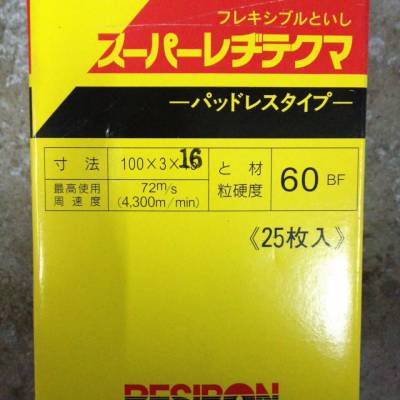 フレキシブルといし
スーパーレヂテクマ
―パッドレスタイプ―
寸法 100×3×16
と材 粒硬度 60 BF
最高使用周速度 72m/s (4,300m/min)
《25枚入》
RESIBON